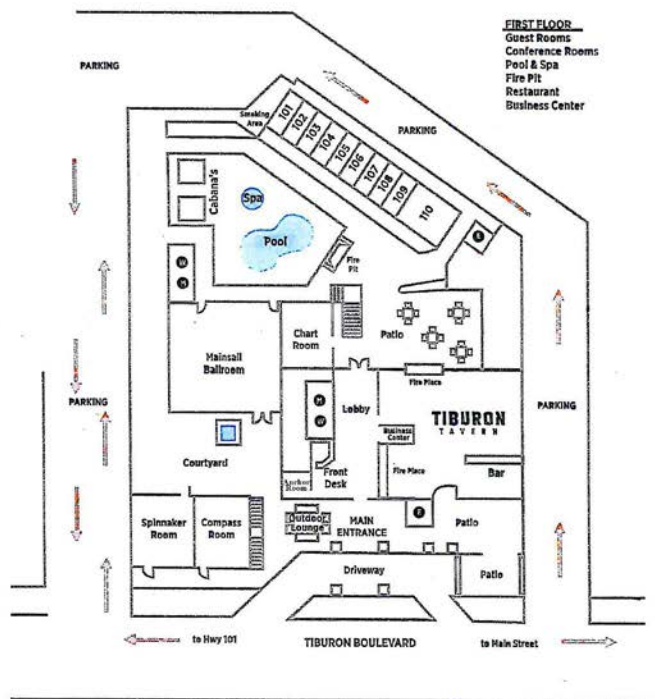 FIRST FLOOR
Guest Rooms
Conference Rooms
Pool & Spa
Fire Pit
Restaurant
Business Center
PARKING
PARKING
Smoking
Area
101
102
103
104
105
106
107
108
109
110
Cabana's
Spa
Pool
Fire
Pit
E
W
M
Chart
Room
Patio
Mainsail
Ballroom
Fire Place
PARKING
PARKING
M
W
Lobby
TIBURON
TAVERN
Business
Center
Courtyard
Front
Desk
Anchor
Room
Fire Place
Bar
Spinnaker
Room
Compass
Room
Outdoor
Lounge
MAIN
ENTRANCE
E
Patio
Driveway
Patio
to Hwy 101
TIBURON BOULEVARD
to Main Street